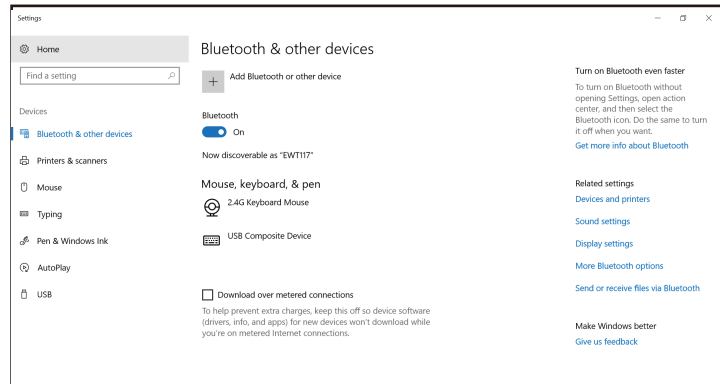 Settings
Home
Find a setting
Devices
Bluetooth & other devices
Printers & scanners
Mouse
Typing
Pen & Windows Ink
AutoPlay
USB
Bluetooth & other devices
Add Bluetooth or other device
Bluetooth
On
Now discoverable as “EWT117”
Mouse, keyboard, & pen
2.4G Keyboard Mouse
USB Composite Device
Download over metered connections
To help prevent extra charges, keep this off so device software
(drivers, info, and apps) for new devices won’t download while
you’re on metered Internet connections.
Turn on Bluetooth even faster
To turn on Bluetooth without
opening Settings, open action
center, and then select the
Bluetooth icon. Do the same to turn
it off when you want.
Get more info about Bluetooth
Related settings
Devices and printers
Sound settings
Display settings
More Bluetooth options
Send or receive files via Bluetooth
Make Windows better
Give us feedback